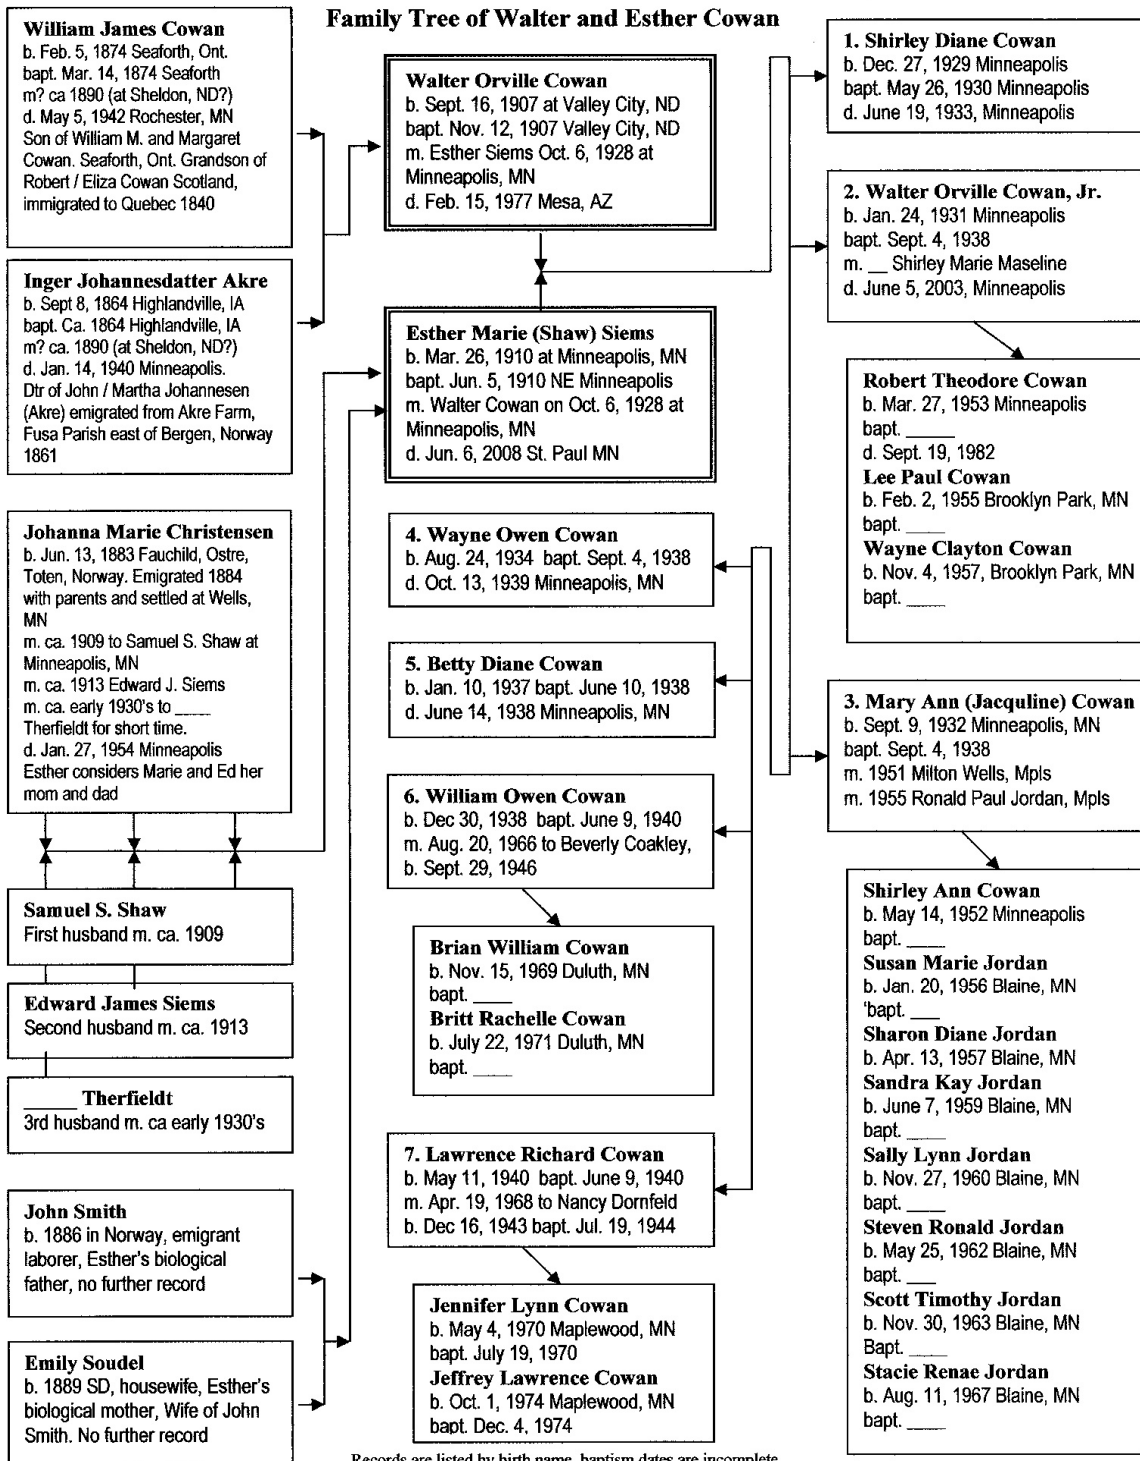 Family Tree of Walter and Esther Cowan
William James Cowan
b. Feb. 5, 1874 Seaforth, Ont.
bapt. Mar. 14, 1874 Seaforth
m? ca 1890 (at Sheldon, ND?)
d. May 5, 1942 Rochester, MN
Son of William M. and Margaret
Cowan. Seaforth, Ont. Grandson of
Robert / Eliza Cowan Scotland,
immigrated to Quebec 1840
Inger Johannesdatter Akre
b. Sept 8, 1864 Highlandville, IA
bapt. Ca. 1864 Highlandville, IA
m? ca. 1890 (at Sheldon, ND?)
d. Jan. 14, 1940 Minneapolis.
Dtr of John / Martha Johannesen
(Akre) emigrated from Akre Farm,
Fusa Parish east of Bergen, Norway
1861
Johanna Marie Christensen
b. Jun. 13, 1883 Fauchild, Ostre,
Toten, Norway. Emigrated 1884
with parents and settled at Wells,
MN
m. ca. 1909 to Samuel S. Shaw at
Minneapolis, MN
m. ca. 1913 Edward J. Siems
m. ca. early 1930's to ____
Therfieldt for short time.
d. Jan. 27, 1954 Minneapolis
Esther considers Marie and Ed her
mom and dad
Samuel S. Shaw
First husband m. ca. 1909
Edward James Siems
Second husband m. ca. 1913
_____ Therfieldt
3rd husband m. ca early 1930's
John Smith
b. 1886 in Norway, emigrant
laborer, Esther's biological
father, no further record
Emily Soudel
b. 1889 SD, housewife, Esther's
biological mother, Wife of John
Smith. No further record
Walter Orville Cowan
b. Sept. 16, 1907 at Valley City, ND
bapt. Nov. 12, 1907 Valley City, ND
m. Esther Siems Oct. 6, 1928 at
Minneapolis, MN
d. Feb. 15, 1977 Mesa, AZ
Esther Marie (Shaw) Siems
b. Mar. 26, 1910 at Minneapolis, MN
bapt. Jun. 5, 1910 NE Minneapolis
m. Walter Cowan on Oct. 6, 1928 at
Minneapolis, MN
d. Jun. 6, 2008 St. Paul MN
4. Wayne Owen Cowan
b. Aug. 24, 1934 bapt. Sept. 4, 1938
d. Oct. 13, 1939 Minneapolis, MN
5. Betty Diane Cowan
b. Jan. 10, 1937 bapt. June 10, 1938
d. June 14, 1938 Minneapolis, MN
6. William Owen Cowan
b. Dec 30, 1938 bapt. June 9, 1940
m. Aug. 20, 1966 to Beverly Coakley,
b. Sept. 29, 1946
Brian William Cowan
b. Nov. 15, 1969 Duluth, MN
bapt. ____
Britt Rachelle Cowan
b. July 22, 1971 Duluth, MN
bapt. ____
7. Lawrence Richard Cowan
b. May 11, 1940 bapt. June 9, 1940
m. Apr. 19, 1968 to Nancy Dornfeld
b. Dec 16, 1943 bapt. Jul. 19, 1944
Jennifer Lynn Cowan
b. May 4, 1970 Maplewood, MN
bapt. July 19, 1970
Jeffrey Lawrence Cowan
b. Oct. 1, 1974 Maplewood, MN
bapt. Dec. 4, 1974
1. Shirley Diane Cowan
b. Dec. 27, 1929 Minneapolis
bapt. May 26, 1930 Minneapolis
d. June 19, 1933, Minneapolis
2. Walter Orville Cowan, Jr.
b. Jan. 24, 1931 Minneapolis
bapt. Sept. 4, 1938
m. __ Shirley Marie Maseline
d. June 5, 2003, Minneapolis
Robert Theodore Cowan
b. Mar. 27, 1953 Minneapolis
bapt. _____
d. Sept. 19, 1982
Lee Paul Cowan
b. Feb. 2, 1955 Brooklyn Park, MN
bapt. ____
Wayne Clayton Cowan
b. Nov. 4, 1957, Brooklyn Park, MN
bapt. ____
3. Mary Ann (Jacquline) Cowan
b. Sept. 9, 1932 Minneapolis, MN
bapt. Sept. 4, 1938
m. 1951 Milton Wells, Mpls
m. 1955 Ronald Paul Jordan, Mpls
Shirley Ann Cowan
b. May 14, 1952 Minneapolis
bapt. ____
Susan Marie Jordan
b. Jan. 20, 1956 Blaine, MN
'bapt. ___
Sharon Diane Jordan
b. Apr. 13, 1957 Blaine, MN
Sandra Kay Jordan
b. June 7, 1959 Blaine, MN
bapt. ____
Sally Lynn Jordan
b. Nov. 27, 1960 Blaine, MN
bapt. ____
Steven Ronald Jordan
b. May 25, 1962 Blaine, MN
bapt. ___
Scott Timothy Jordan
b. Nov. 30, 1963 Blaine, MN
Bapt. ____
Stacie Renae Jordan
b. Aug. 11, 1967 Blaine, MN
bapt. ____
Records are listed by birth name, baptism dates are incomplete